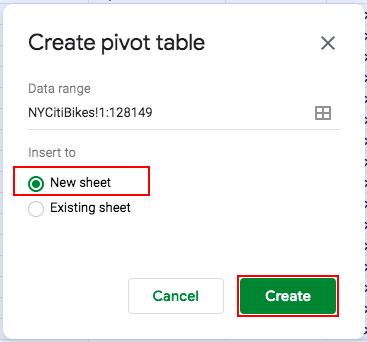 Create pivot table
Data range
NYCitiBikes!1:128149
Insert to
New sheet
Existing sheet
Cancel Create